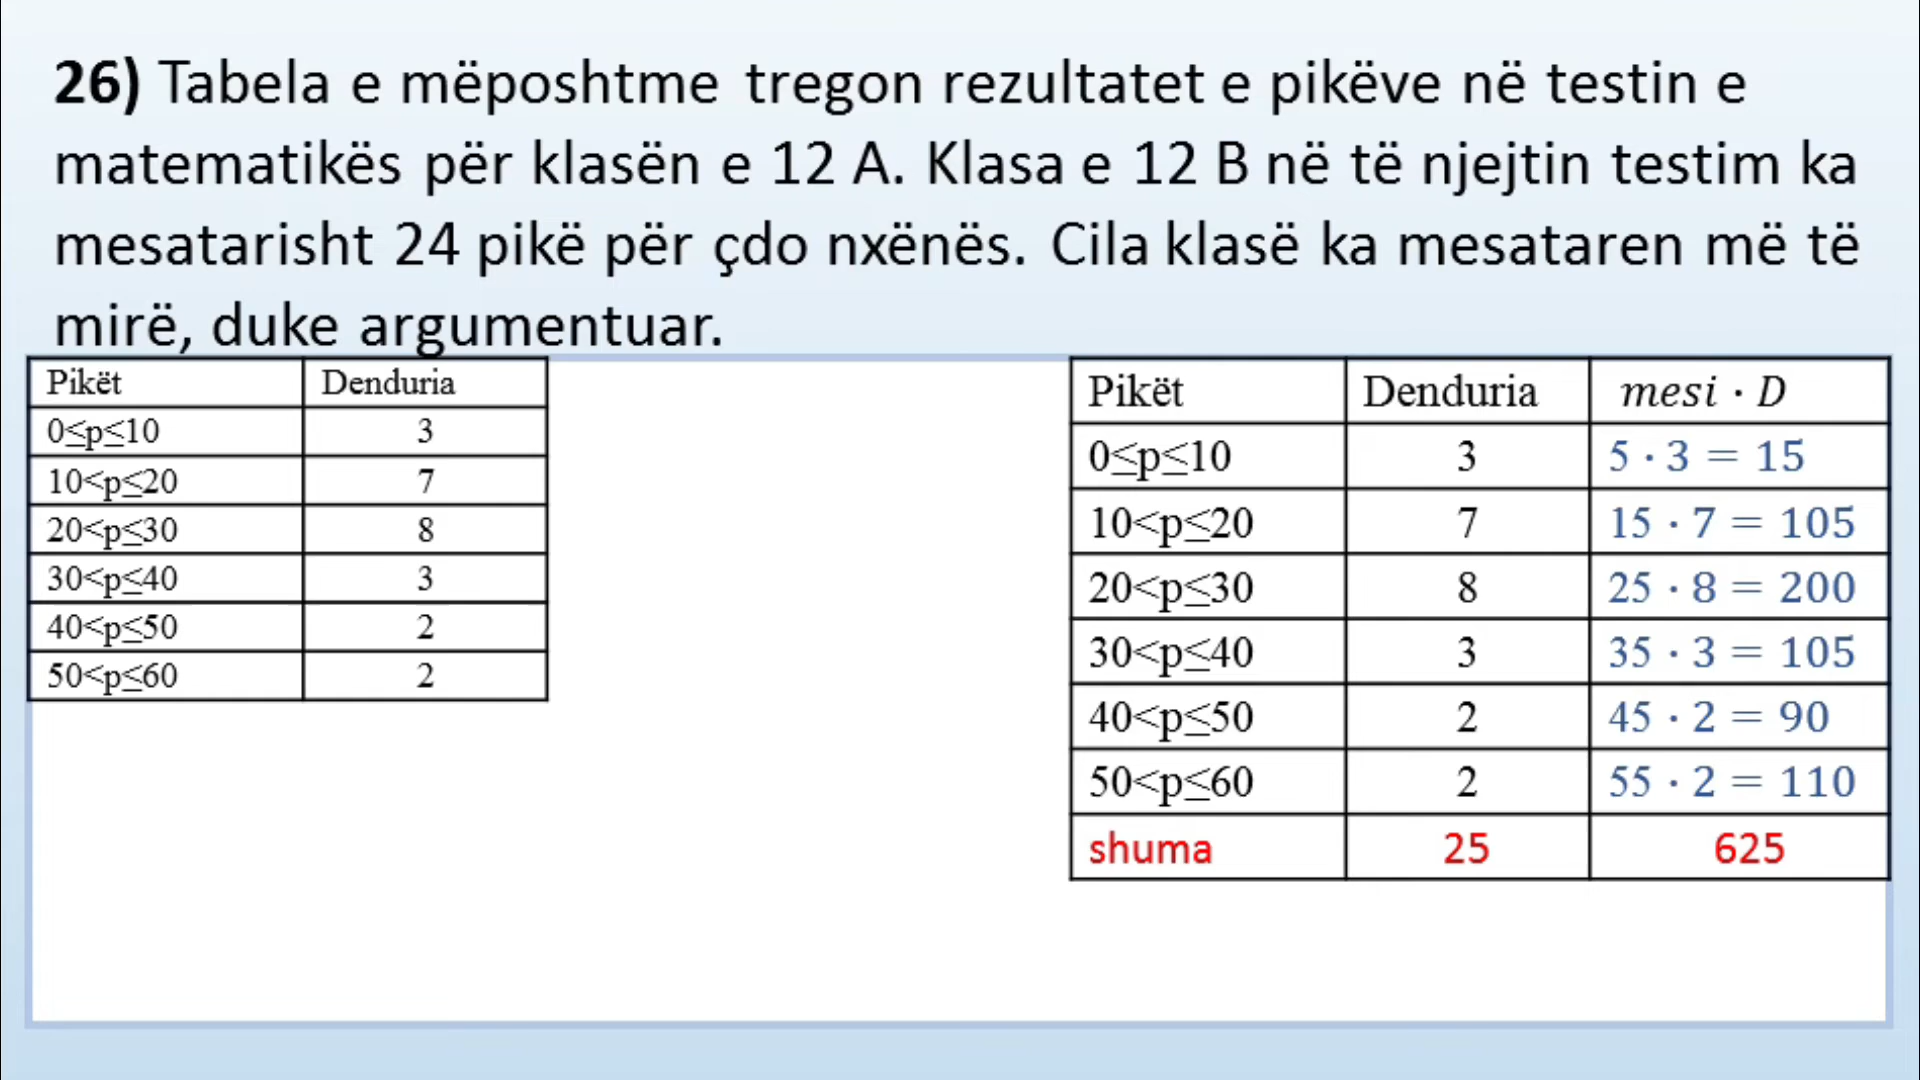 26) Tabela e mëposhtme tregon rezultatet e pikëve në testin e
matematikës për klasën e 12 A. Klasa e 12 B në të njejtin testim ka
mesatarisht 24 pikë për çdo nxënës. Cila klasë ka mesataren më të
mirë, duke argumentuar.
Pikët Denduria
0≤p≤10 3
10<p≤20 7
20<p≤30 8
30<p≤40 3
40<p≤50 2
50<p≤60 2
Pikët Denduria mesi · D
0≤p≤10 3 5 · 3 = 15
10<p≤20 7 15 · 7 = 105
20<p≤30 8 25 · 8 = 200
30<p≤40 3 35 · 3 = 105
40<p≤50 2 45 · 2 = 90
50<p≤60 2 55 · 2 = 110
shuma 25 625